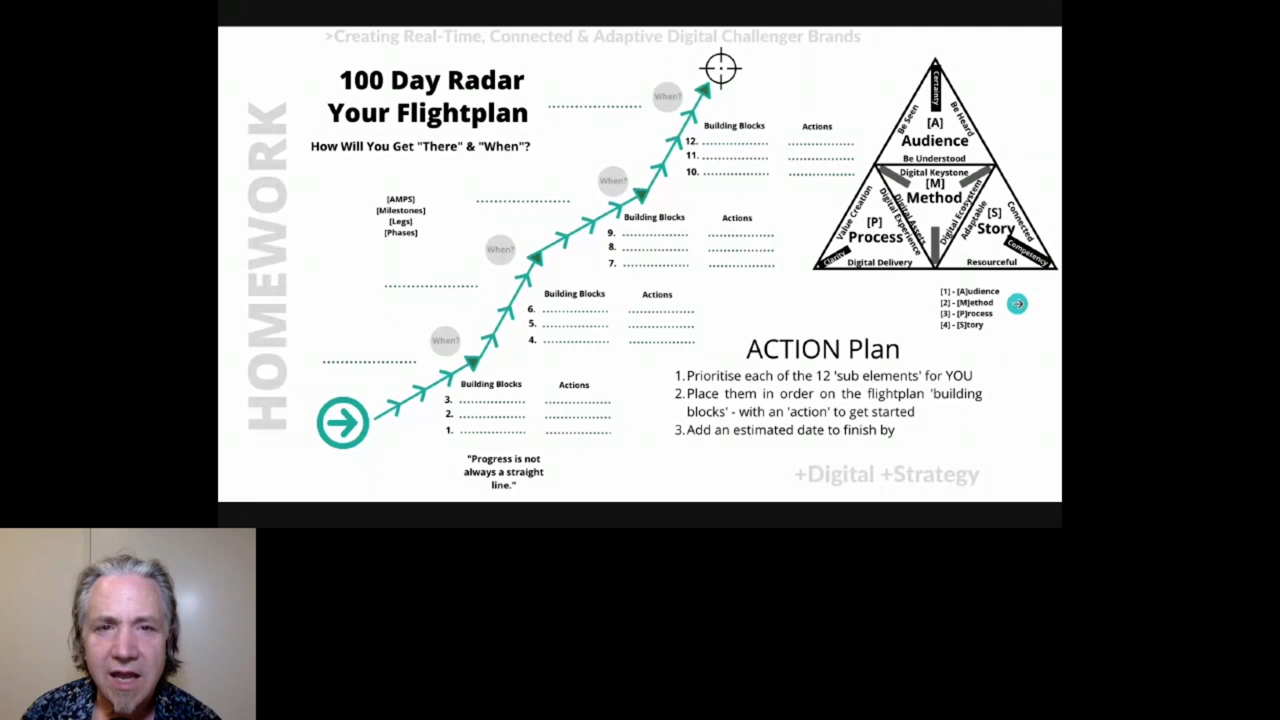 >Creating Real-Time, Connected & Adaptive Digital Challenger Brands
HOMEWORK
100 Day Radar
Your Flightplan
How Will You Get "There" & "When"?
[AMPS]
[Milestones]
[Legs]
[Phases]
When?
When?
When?
When?
Building Blocks Actions
12.
11.
10.
Building Blocks Actions
9.
8.
7.
Building Blocks Actions
6.
5.
4.
Building Blocks Actions
3.
2.
1.
"Progress is not
always a straight
line."
Certainty
Be Seen
Be Heard
[A]
Audience
Be Understood
Digital Keystone
[M]
Method
Digital Assets
Digital Ecosystem
Value Creation
Digital Experience
[P]
Process
Clarity
Digital Delivery
Adaptable
Connected
[S]
Story
Competency
Resourceful
[1] - [A]udience
[2] - [M]ethod
[3] - [P]rocess
[4] - [S]tory
ACTION Plan
1. Prioritise each of the 12 'sub elements' for YOU
2. Place them in order on the flightplan 'building
blocks' - with an 'action' to get started
3. Add an estimated date to finish by
+Digital +Strategy